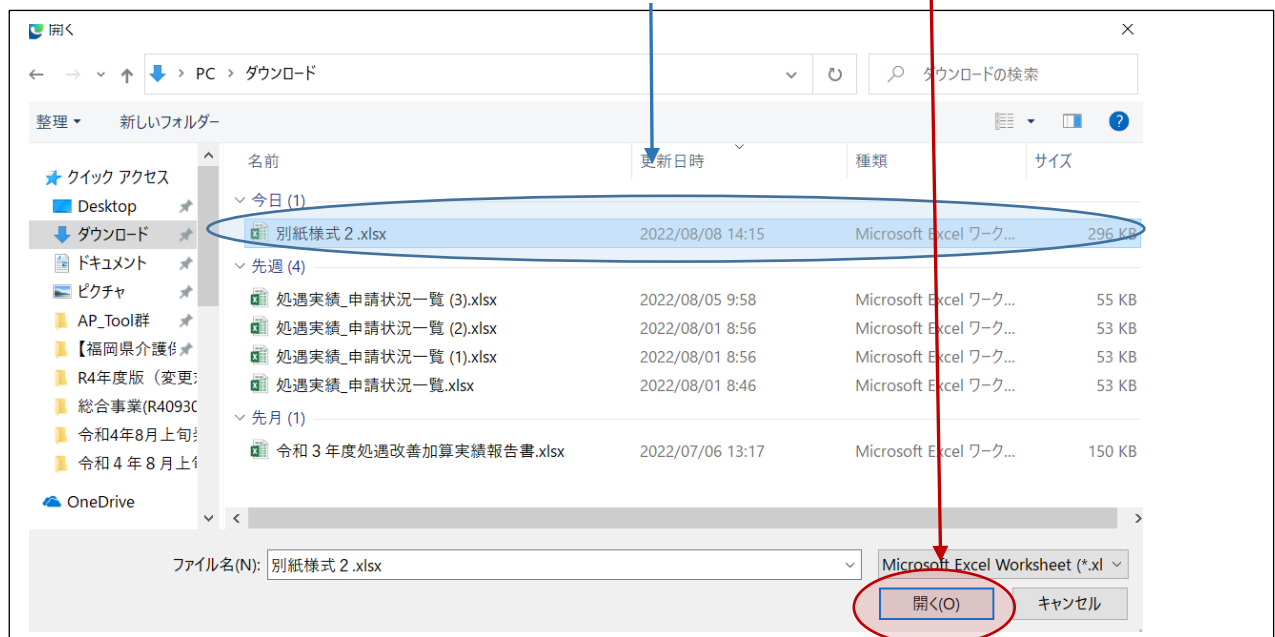 開く
PC > ダウンロード
ダウンロードの検索
整理 新しいフォルダー
名前 更新日時 種類 サイズ
クイック アクセス
Desktop
ダウンロード
ドキュメント
ピクチャ
AP_Tool群
【福岡県介護保
R4年度版（変更
総合事業(R40930
令和4年8月上旬
令和４年８月上旬
OneDrive
今日 (1)
別紙様式２.xlsx 2022/08/08 14:15 Microsoft Excel ワーク... 296 KB
先週 (4)
処遇実績_申請状況一覧 (3).xlsx 2022/08/05 9:58 Microsoft Excel ワーク... 55 KB
処遇実績_申請状況一覧 (2).xlsx 2022/08/01 8:56 Microsoft Excel ワーク... 53 KB
処遇実績_申請状況一覧 (1).xlsx 2022/08/01 8:56 Microsoft Excel ワーク... 53 KB
処遇実績_申請状況一覧.xlsx 2022/08/01 8:46 Microsoft Excel ワーク... 53 KB
先月 (1)
令和３年度処遇改善加算実績報告書.xlsx 2022/07/06 13:17 Microsoft Excel ワーク... 150 KB
ファイル名(N): 別紙様式２.xlsx Microsoft Excel Worksheet (*.xl
開く(O) キャンセル